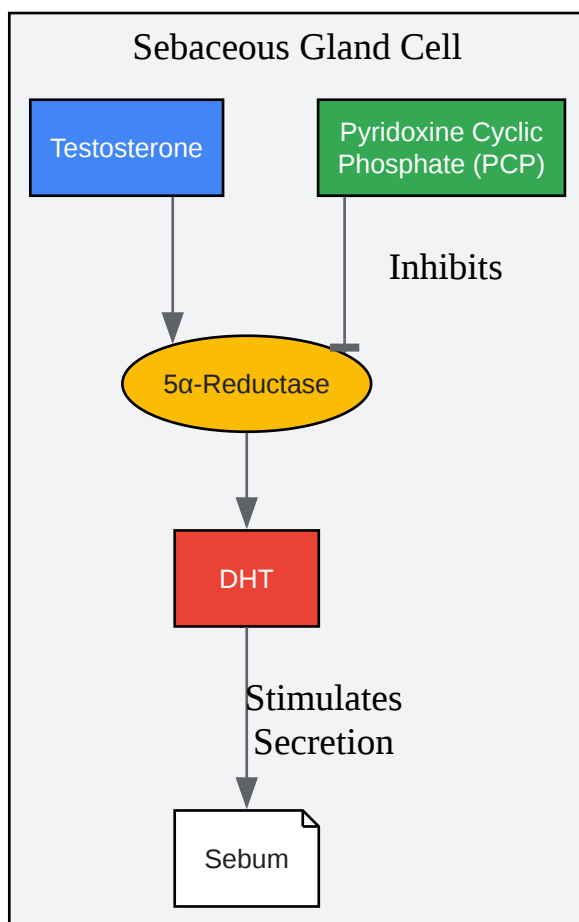 Sebaceous Gland Cell
Testosterone
Pyridoxine Cyclic
Phosphate (PCP)
Inhibits
5α-Reductase
DHT
Stimulates
Secretion
Sebum